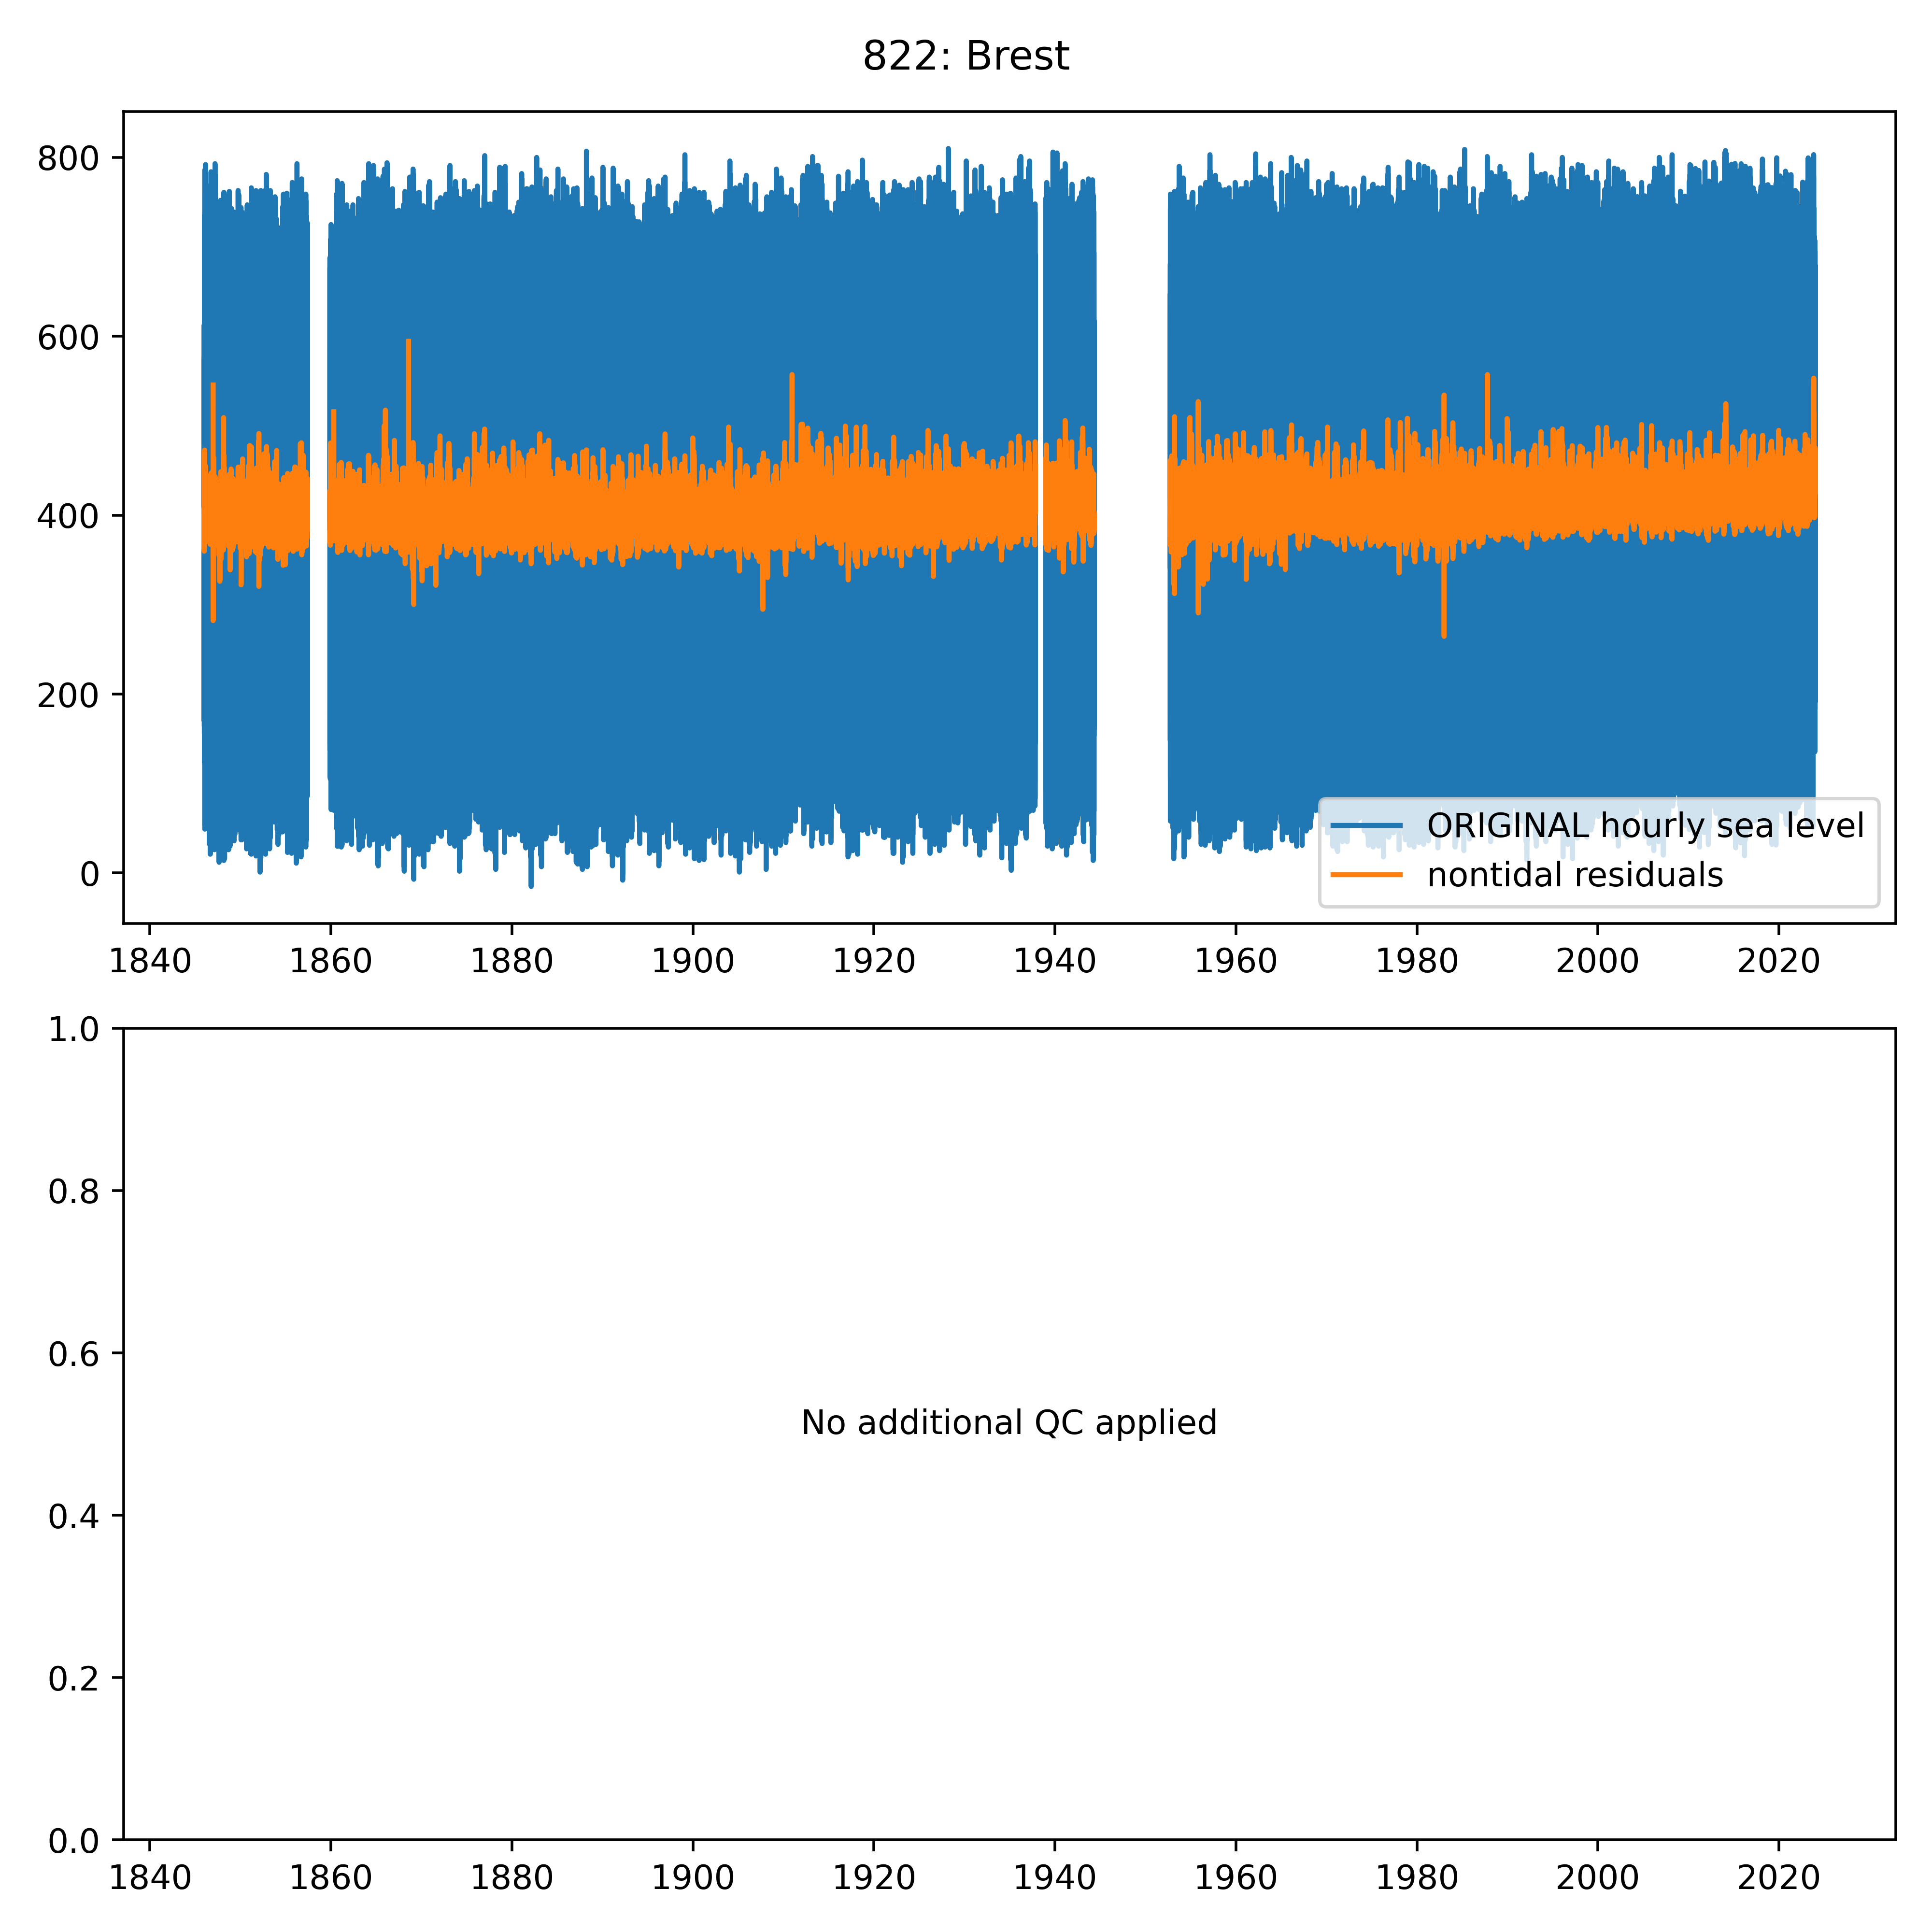 822: Brest
800
600
400
200
0
ORIGINAL hourly sea level
nontidal residuals
1840 1860 1880 1900 1920 1940 1960 1980 2000 2020
1.0
0.8
0.6
No additional QC applied
0.4
0.2
0.0
1840 1860 1880 1900 1920 1940 1960 1980 2000 2020